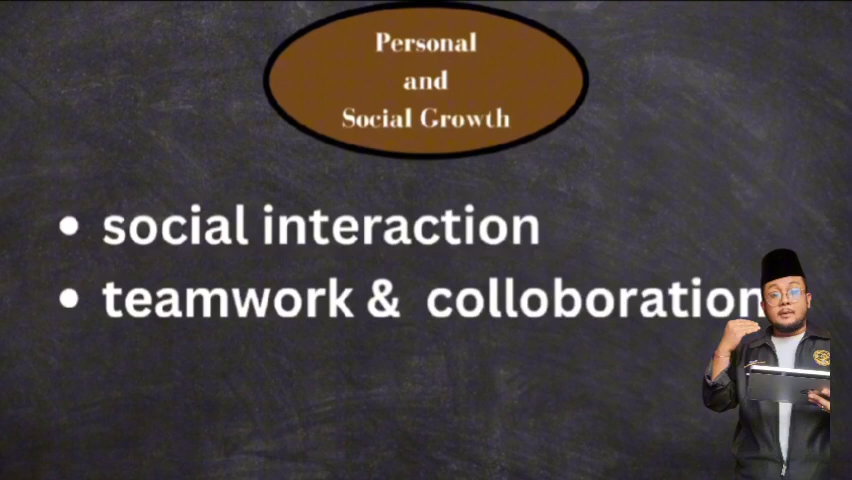 Personal
and
Social Growth
• social interaction
• teamwork & colloboration